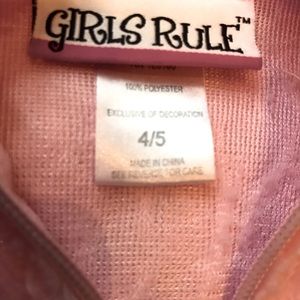 GIRLS RULE™
100% POLYESTER
EXCLUSIVE OF DECORATION
4/5
MADE IN CHINA
SEE REVERSE FOR CARE